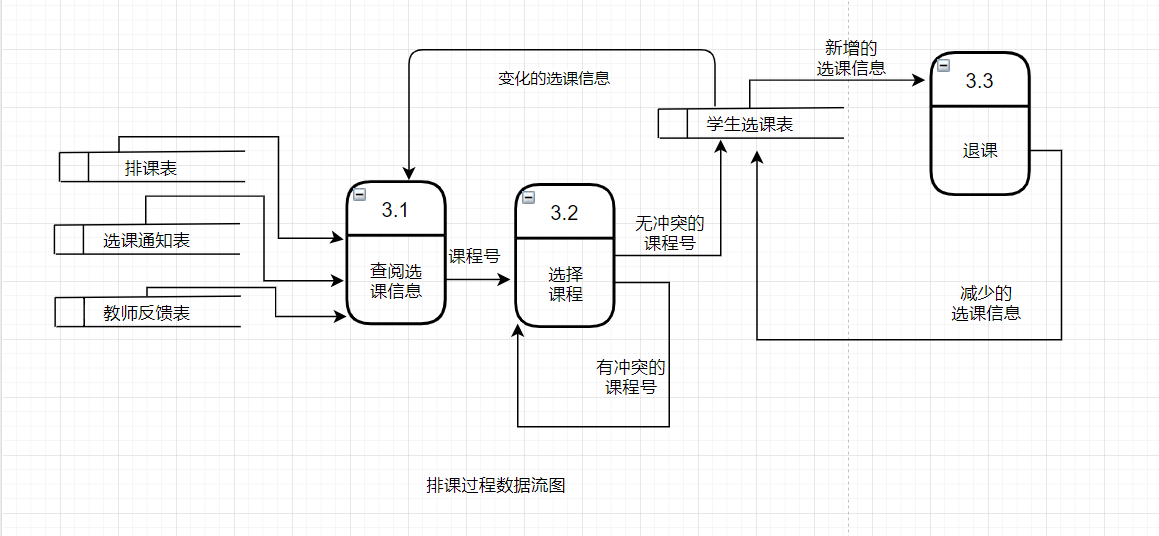 新增的
选课信息
变化的选课信息
3.3
学生选课表
退课
排课表
3.1
3.2
无冲突的
课程号
选课通知表
课程号
查阅选
课信息
选择
课程
教师反馈表
减少的
选课信息
有冲突的
课程号
排课过程数据流图